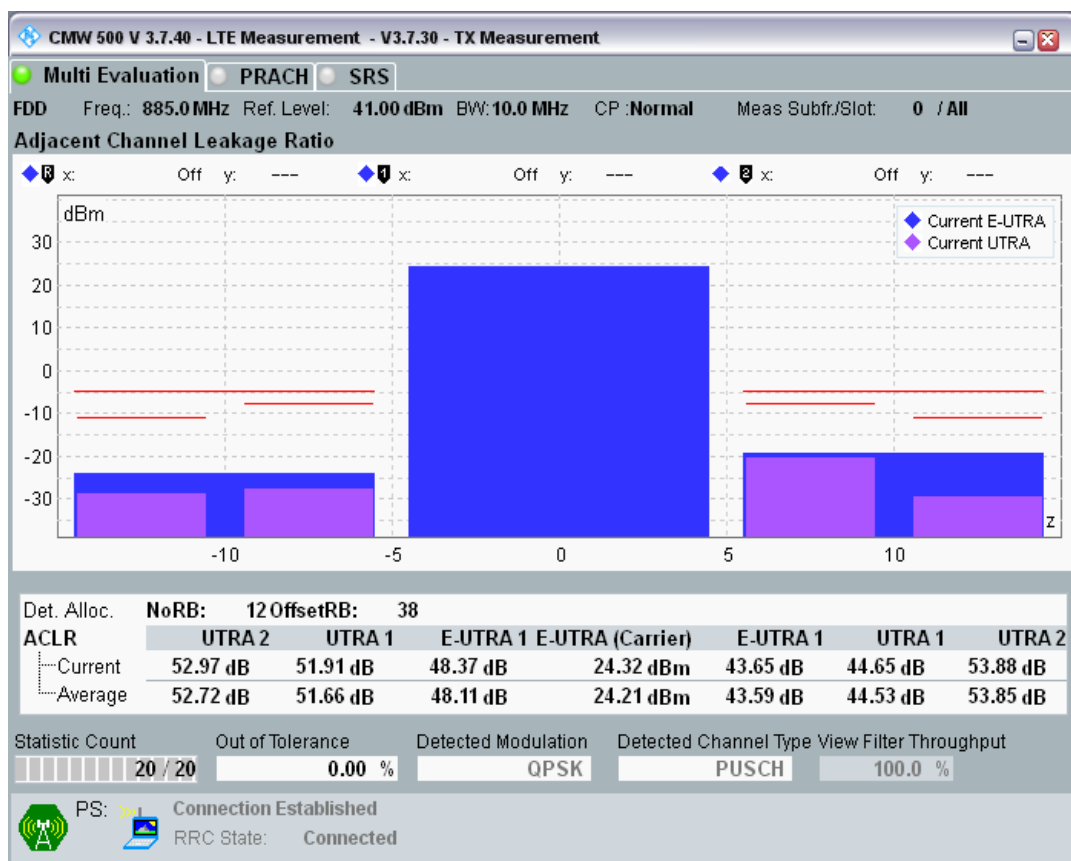 CMW 500 V 3.7.40 - LTE Measurement - V3.7.30 - TX Measurement
Multi Evaluation PRACH SRS
FDD Freq.: 885.0 MHz Ref. Level: 41.00 dBm BW: 10.0 MHz CP :Normal Meas Subfr./Slot: 0 / All
Adjacent Channel Leakage Ratio
R x: Off y: --- 1 x: Off y: --- 2 x: Off y: ---
dBm
Current E-UTRA
Current UTRA
30
20
10
0
-10
-20
-30
z
-10 -5 0 5 10
Det. Alloc. NoRB: 12 OffsetRB: 38
ACLR UTRA 2 UTRA 1 E-UTRA 1 E-UTRA (Carrier) E-UTRA 1 UTRA 1 UTRA 2
Current 52.97 dB 51.91 dB 48.37 dB 24.32 dBm 43.65 dB 44.65 dB 53.88 dB
Average 52.72 dB 51.66 dB 48.11 dB 24.21 dBm 43.59 dB 44.53 dB 53.85 dB
Statistic Count Out of Tolerance Detected Modulation Detected Channel Type View Filter Throughput
20 / 20 0.00 % QPSK PUSCH 100.0 %
PS: Connection Established
RRC State: Connected